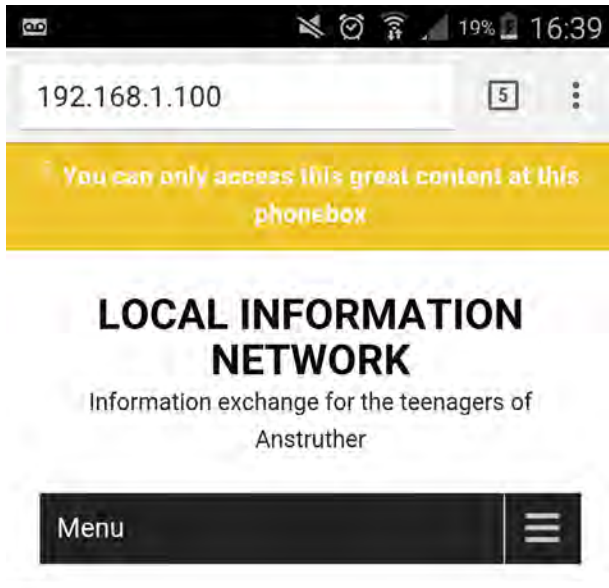 19% 16:39
192.168.1.100 5
You can only access this great content at this
phonebox
LOCAL INFORMATION
NETWORK
Information exchange for the teenagers of
Anstruther
Menu